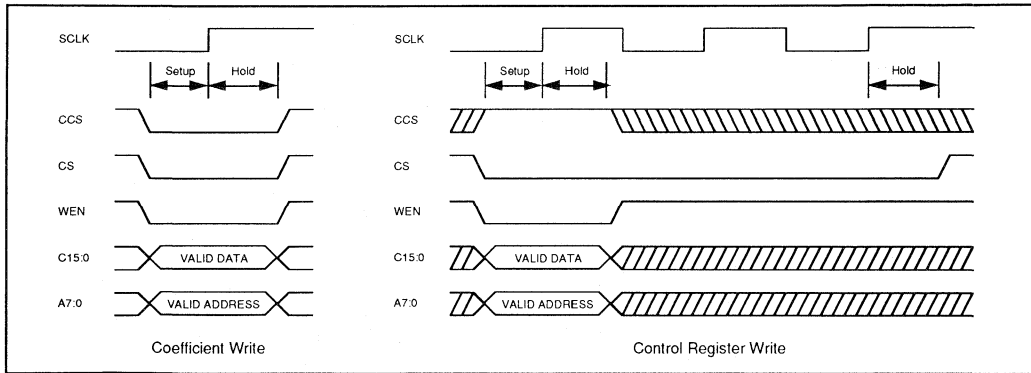 SCLK
Setup Hold
CCS
CS
WEN
C15:0 VALID DATA
A7:0 VALID ADDRESS
Coefficient Write
SCLK
Setup Hold Hold
CCS
CS
WEN
C15:0 VALID DATA
A7:0 VALID ADDRESS
Control Register Write